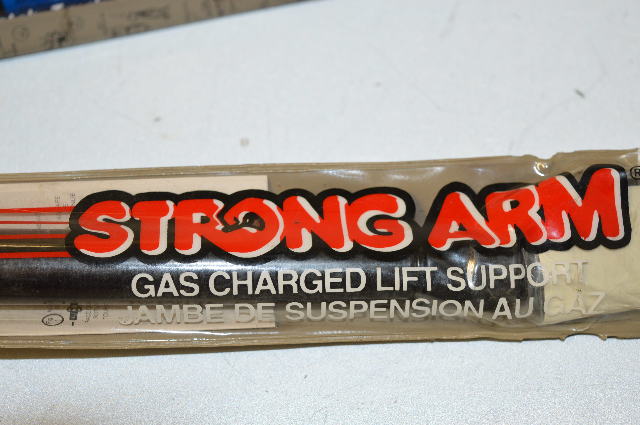 STRONG ARM®
GAS CHARGED LIFT SUPPORT
JAMBE DE SUSPENSION AU GAZ